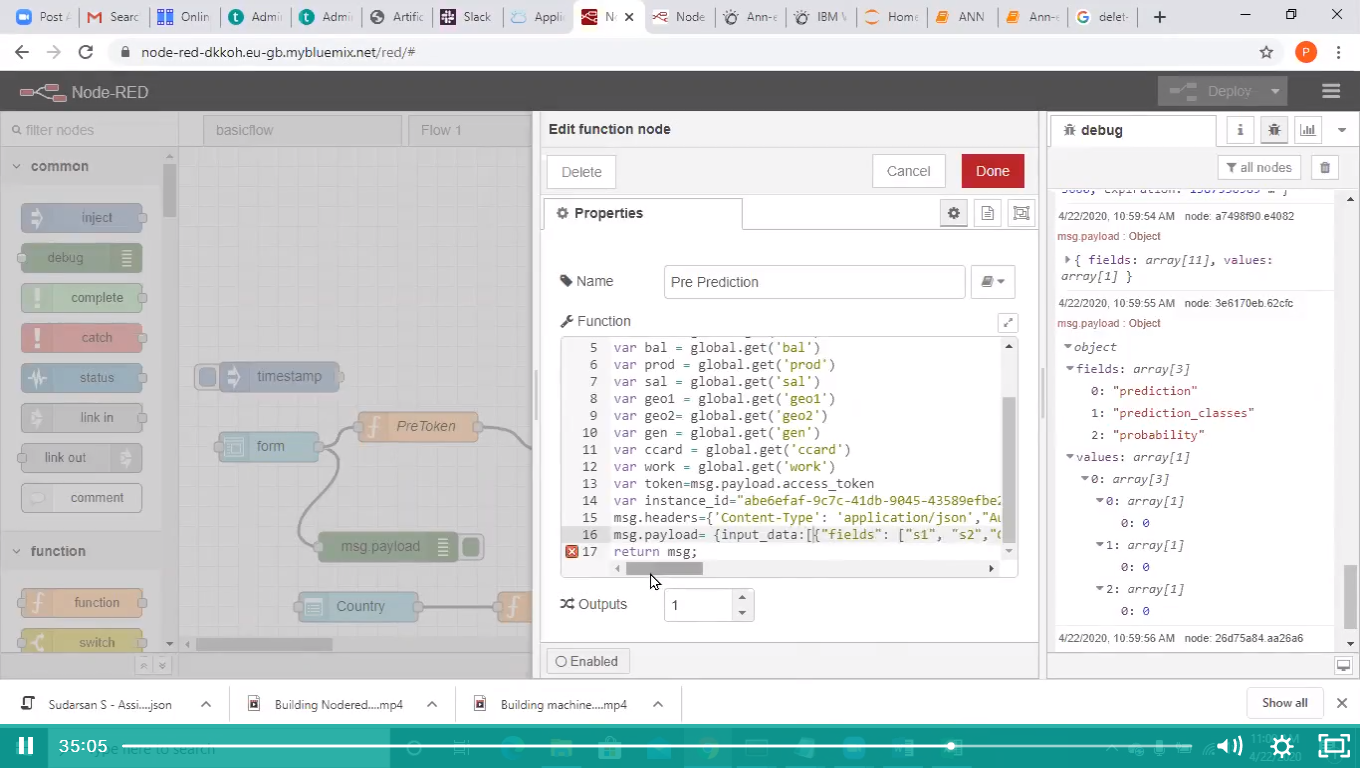 Post A
Searc
Onlin
Admi
Admi
Artific
Slack
Appli
N
Node
Ann-e
IBM V
Home
ANN
Ann-e
delet-
node-red-dkkoh.eu-gb.mybluemix.net/red/#
P
Node-RED
Deploy
filter nodes
basicflow
Flow 1
common
inject
debug
complete
catch
status
link in
link out
comment
function
function
switch
timestamp
form
PreToken
msg.payload
Country
Edit function node
Delete
Cancel
Done
Properties
Name
Pre Prediction
Function
5 var bal = global.get('bal')
6 var prod = global.get('prod')
7 var sal = global.get('sal')
8 var geo1 = global.get('geo1')
9 var geo2= global.get('geo2')
10 var gen = global.get('gen')
11 var ccard = global.get('ccard')
12 var work = global.get('work')
13 var token=msg.payload.access_token
14 var instance_id="abe6efaf-9c7c-41db-9045-43589efbe2
15 msg.headers={'Content-Type': 'application/json',"Au
16 msg.payload= {input_data:[{"fields": ["s1", "s2","
17 return msg;
Outputs
1
Enabled
debug
i
all nodes
4/22/2020, 10:59:54 AM node: a7498f90.e4082
msg.payload : Object
{ fields: array[11], values:
array[1] }
4/22/2020, 10:59:55 AM node: 3e6170eb.62cfc
msg.payload : Object
object
fields: array[3]
0: "prediction"
1: "prediction_classes"
2: "probability"
values: array[1]
0: array[3]
0: array[1]
0: 0
1: array[1]
0: 0
2: array[1]
0: 0
4/22/2020, 10:59:56 AM node: 26d75a84.aa26a6
Sudarsan S - Assi....json
Building Nodered....mp4
Building machine....mp4
Show all
35:05
here to search
4/22/2020